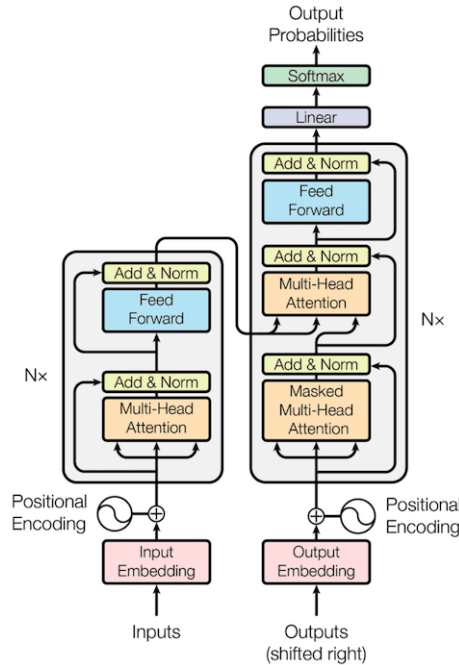 Output
Probabilities
Softmax
Linear
Add & Norm
Feed
Forward
Add & Norm
Multi-Head
Attention
Add & Norm
Masked
Multi-Head
Attention
Nx
Positional
Encoding
Output
Embedding
Outputs
(shifted right)
Add & Norm
Feed
Forward
Add & Norm
Multi-Head
Attention
Nx
Positional
Encoding
Input
Embedding
Inputs